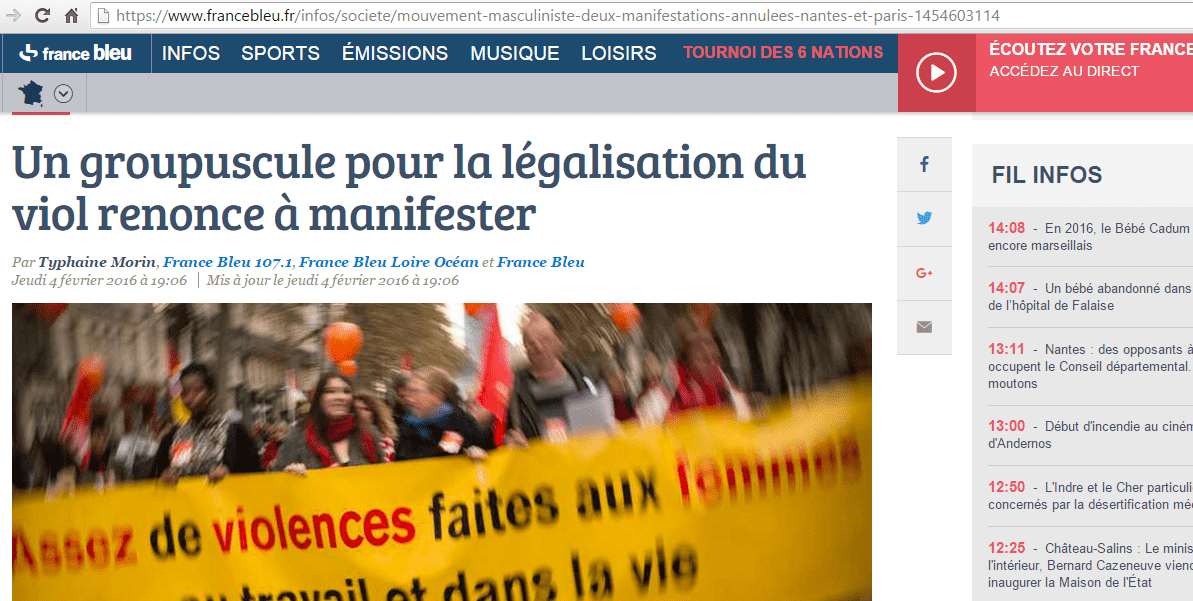 https://www.francebleu.fr/infos/societe/mouvement-masculiniste-deux-manifestations-annulees-nantes-et-paris-1454603114
france bleu
INFOS SPORTS ÉMISSIONS MUSIQUE LOISIRS TOURNOI DES 6 NATIONS
ÉCOUTEZ VOTRE FRANCE
ACCÉDEZ AU DIRECT
Un groupuscule pour la légalisation du
viol renonce à manifester
Par Typhaine Morin, France Bleu 107.1, France Bleu Loire Océan et France Bleu
Jeudi 4 février 2016 à 19:06 | Mis à jour le jeudi 4 février 2016 à 19:06
Assez de violences faites aux femmes
au travail et dans la vie
f
G+
FIL INFOS
14:08 - En 2016, le Bébé Cadum
encore marseillais
14:07 - Un bébé abandonné dans
de l'hôpital de Falaise
13:11 - Nantes : des opposants à
occupent le Conseil départemental.
moutons
13:00 - Début d'incendie au
d'Andernos
12:50 - L'Indre et le Cher
concernés par la désertification
12:25 - Château-Salins : Le
l'intérieur, Bernard Cazeneuve
inaugurer la Maison de l'État